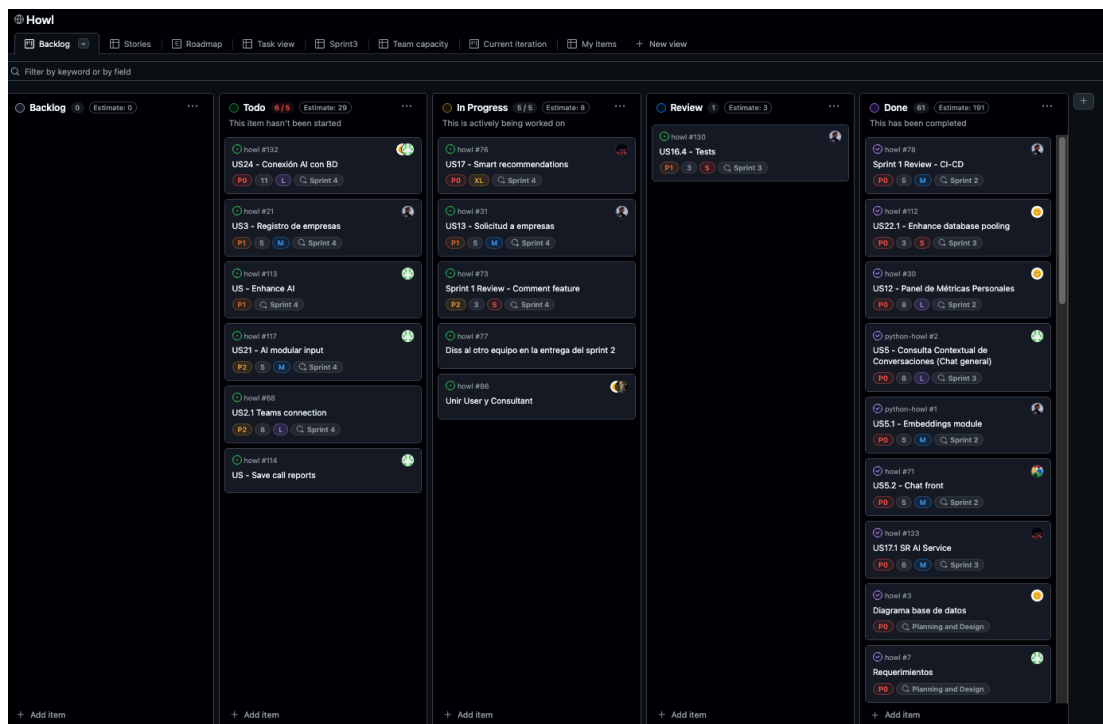 Howl
Backlog
Stories
Roadmap
Task view
Sprint3
Team capacity
Current iteration
My items
+ New view
Filter by keyword or by field
Backlog 0 Estimate: 0 ...
+ Add item
Todo 6 / 5 Estimate: 29 ...
This item hasn't been started
howl #132
US24 - Conexión AI con BD
P0 11 L Sprint 4
howl #21
US3 - Registro de empresas
P1 5 M Sprint 4
howl #113
US - Enhance AI
P1 Sprint 4
howl #117
US21 - AI modular input
P2 5 M Sprint 4
howl #68
US2.1 Teams connection
P2 8 L Sprint 4
howl #114
US - Save call reports
+ Add item
In Progress 5 / 5 Estimate: 8 ...
This is actively being worked on
howl #76
US17 - Smart recommendations
P0 XL Sprint 4
howl #31
US13 - Solicitud a empresas
P1 5 M Sprint 4
howl #73
Sprint 1 Review - Comment feature
P2 3 S Sprint 4
howl #77
Diss al otro equipo en la entrega del sprint 2
howl #86
Unir User y Consultant
+ Add item
Review 1 Estimate: 3 ...
howl #130
US16.4 - Tests
P1 3 S Sprint 3
+ Add item
Done 61 Estimate: 191 ...
This has been completed
howl #78
Sprint 1 Review - CI-CD
P0 5 M Sprint 2
howl #112
US22.1 - Enhance database pooling
P0 3 S Sprint 3
howl #30
US12 - Panel de Métricas Personales
P0 8 L Sprint 2
python-howl #2
US5 - Consulta Contextual de
Conversaciones (Chat general)
P0 8 L Sprint 3
python-howl #1
US5.1 - Embeddings module
P0 5 M Sprint 2
howl #71
US5.2 - Chat front
P0 5 M Sprint 2
howl #133
US17.1 SR AI Service
P0 6 M Sprint 3
howl #3
Diagrama base de datos
P0 Planning and Design
howl #7
Requerimientos
P0 Planning and Design
+ Add item
+